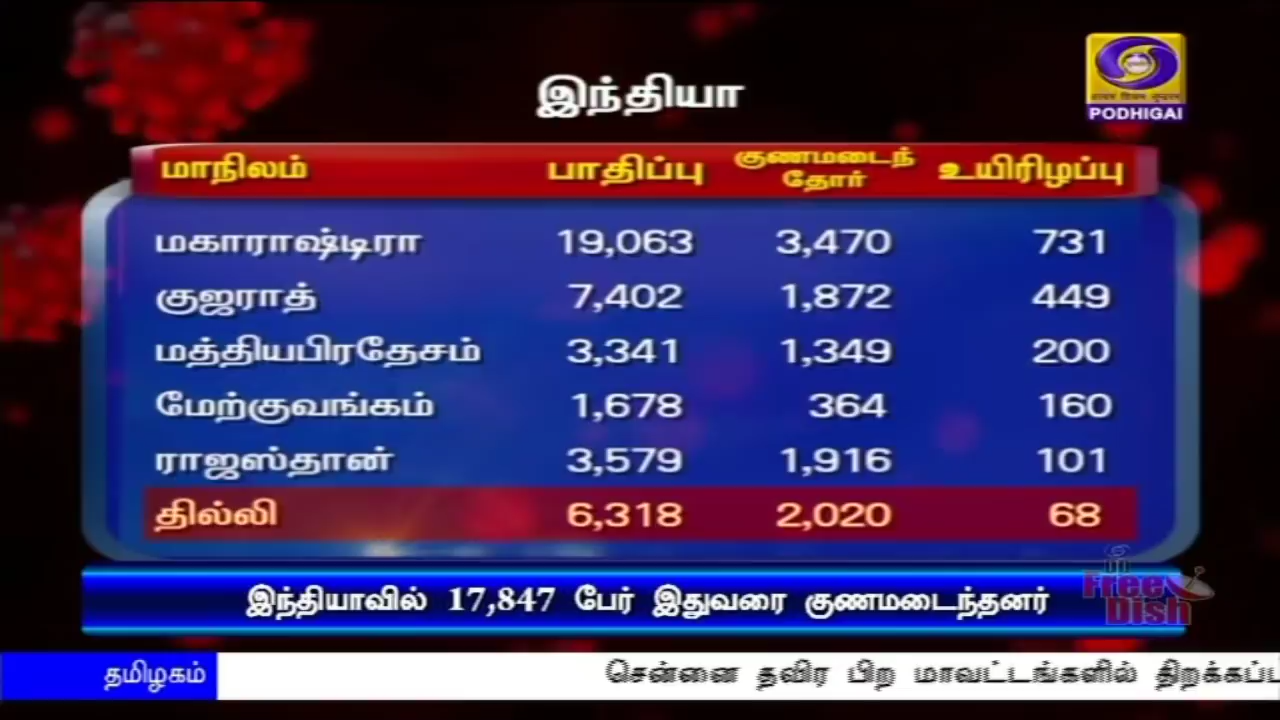 இந்தியா
PODHIGAI
மாநிலம் பாதிப்பு குணமடைந் தோர் உயிரிழப்பு
மகாராஷ்டிரா 19,063 3,470 731
குஜராத் 7,402 1,872 449
மத்தியபிரதேசம் 3,341 1,349 200
மேற்குவங்கம் 1,678 364 160
ராஜஸ்தான் 3,579 1,916 101
தில்லி 6,318 2,020 68
இந்தியாவில் 17,847 பேர் இதுவரை குணமடைந்தனர்
Free
Dish
தமிழகம் சென்னை தவிர பிற மாவட்டங்களில் திறக்கப்ப